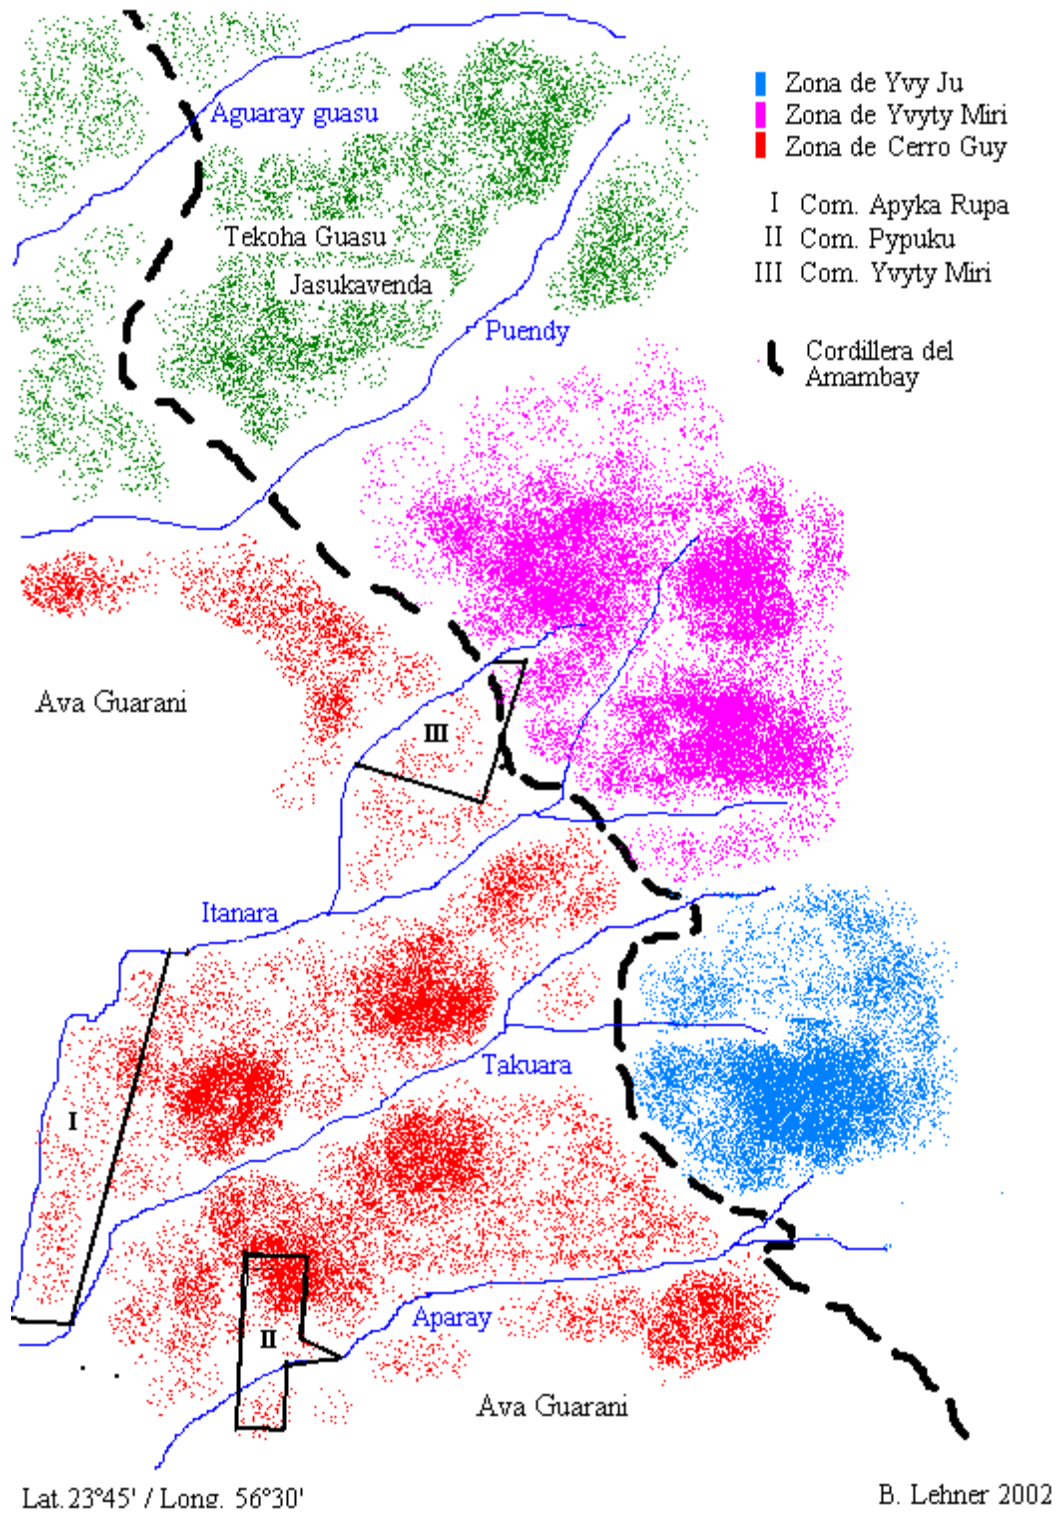 Aguaray guasu
Zona de Yvy Ju
Zona de Yvyty Miri
Zona de Cerro Guy
I Com. Apyka Rupa
II Com. Pypuku
III Com. Yvyty Miri
Cordillera del
Amambay
Tekoha Guasu
Jasukavenda
Puendy
Ava Guarani
III
Itanara
Takuara
I
Aparay
II
Ava Guarani
Lat.23°45' / Long. 56°30'
B. Lehner 2002